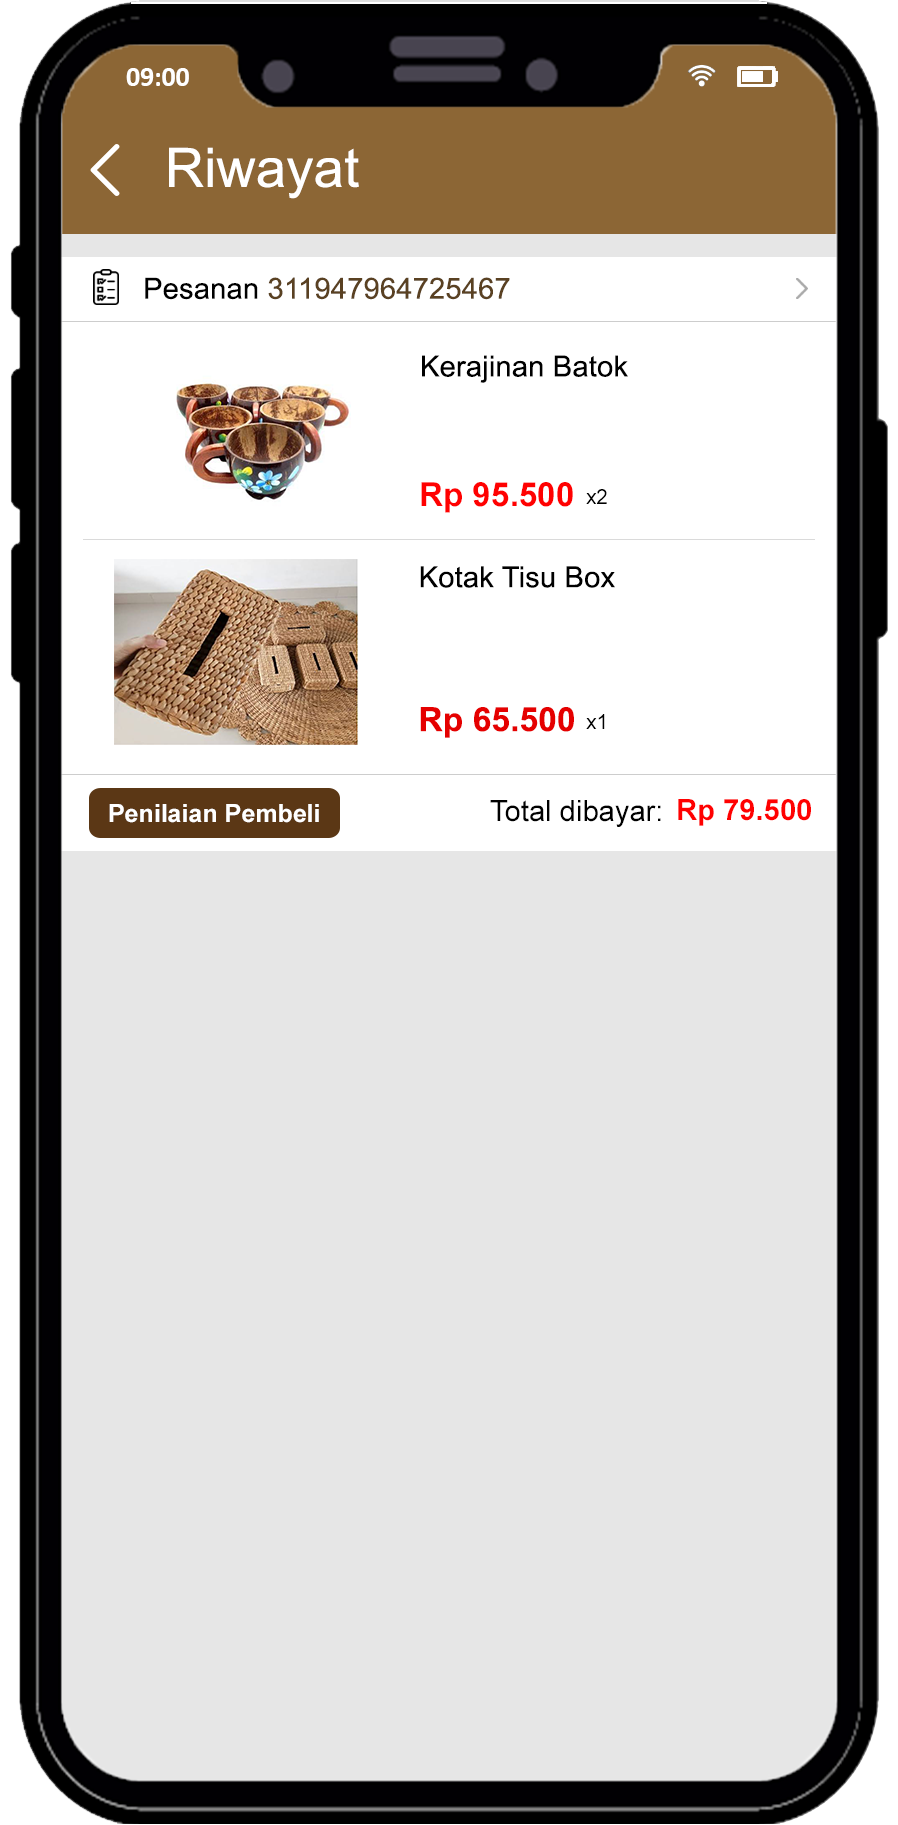 09:00
Riwayat
Pesanan 311947964725467
Kerajinan Batok
Rp 95.500 x2
Kotak Tisu Box
Rp 65.500 x1
Penilaian Pembeli Total dibayar: Rp 79.500